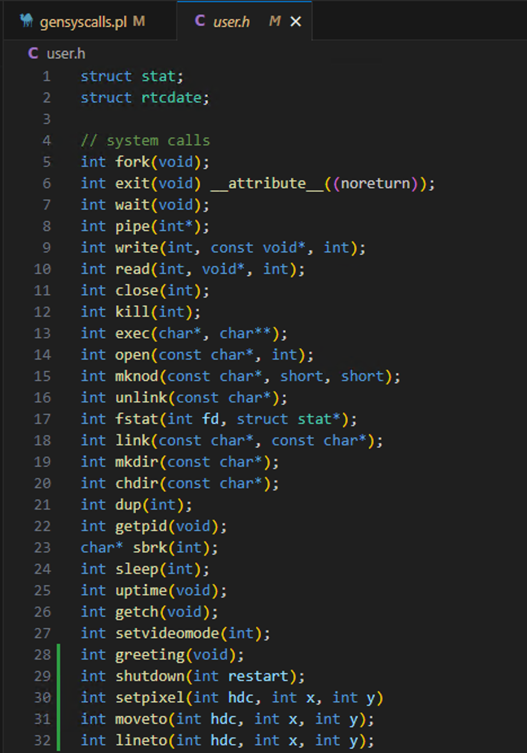 gensyscalls.pl M
C user.h M ×
C user.h
1 struct stat;
2 struct rtcdate;
3
4 // system calls
5 int fork(void);
6 int exit(void) __attribute__((noreturn));
7 int wait(void);
8 int pipe(int*);
9 int write(int, const void*, int);
10 int read(int, void*, int);
11 int close(int);
12 int kill(int);
13 int exec(char*, char**);
14 int open(const char*, int);
15 int mknod(const char*, short, short);
16 int unlink(const char*);
17 int fstat(int fd, struct stat*);
18 int link(const char*, const char*);
19 int mkdir(const char*);
20 int chdir(const char*);
21 int dup(int);
22 int getpid(void);
23 char* sbrk(int);
24 int sleep(int);
25 int uptime(void);
26 int getch(void);
27 int setvideomode(int);
28 int greeting(void);
29 int shutdown(int restart);
30 int setpixel(int hdc, int x, int y)
31 int moveto(int hdc, int x, int y);
32 int lineto(int hdc, int x, int y);